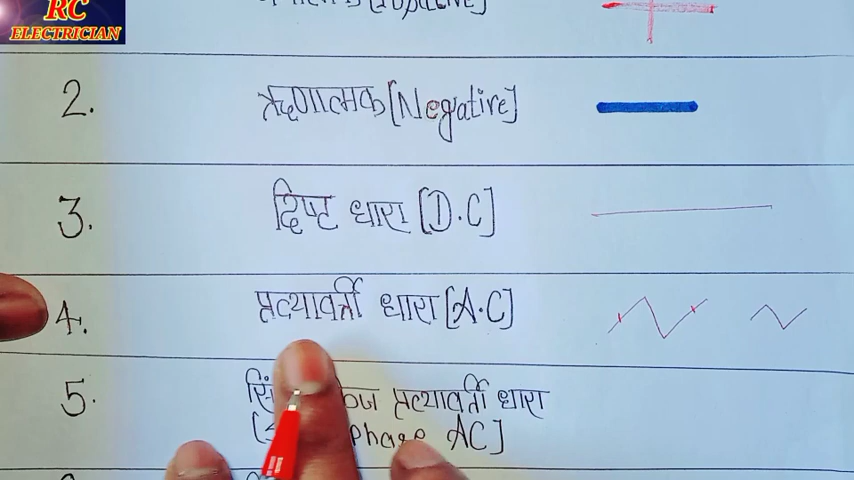 RC
ELECTRICIAN
2. ऋणात्मक [Negative]
3. दिष्ट धारा [D.C]
4. प्रत्यावर्ती धारा [A.C]
5. प्रत्यावर्ती धारा
phase AC]